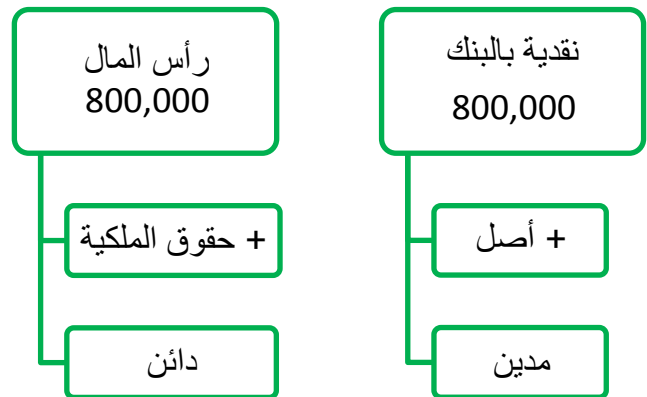 نقدية بالبنك
800,000
+ أصل
مدين
رأس المال
800,000
+ حقوق الملكية
دائن